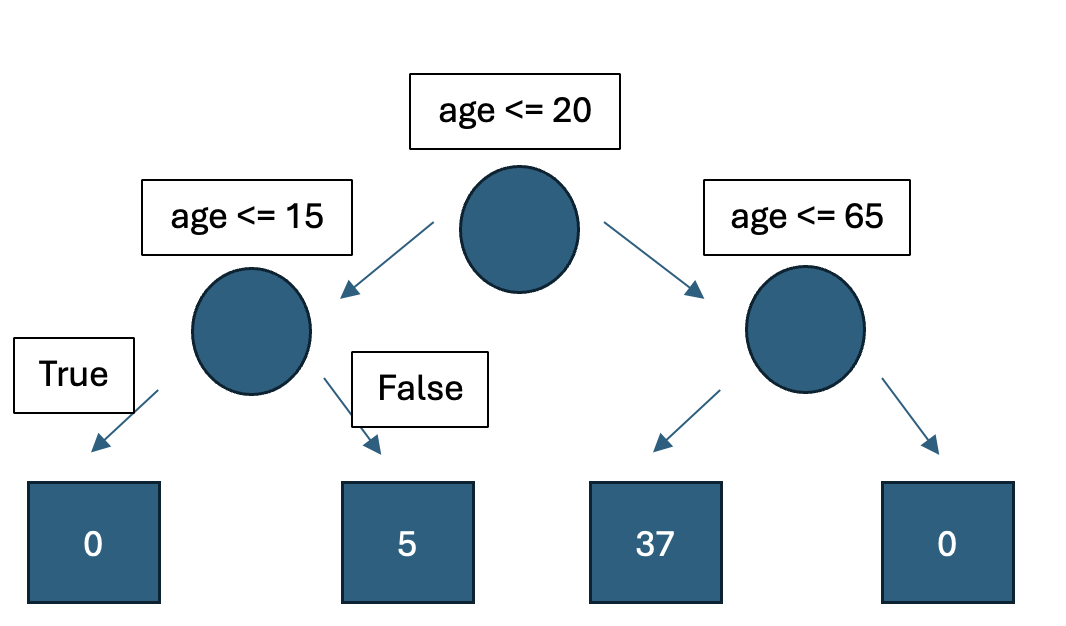 age <= 20
age <= 15
age <= 65
True
False
0
5
37
0